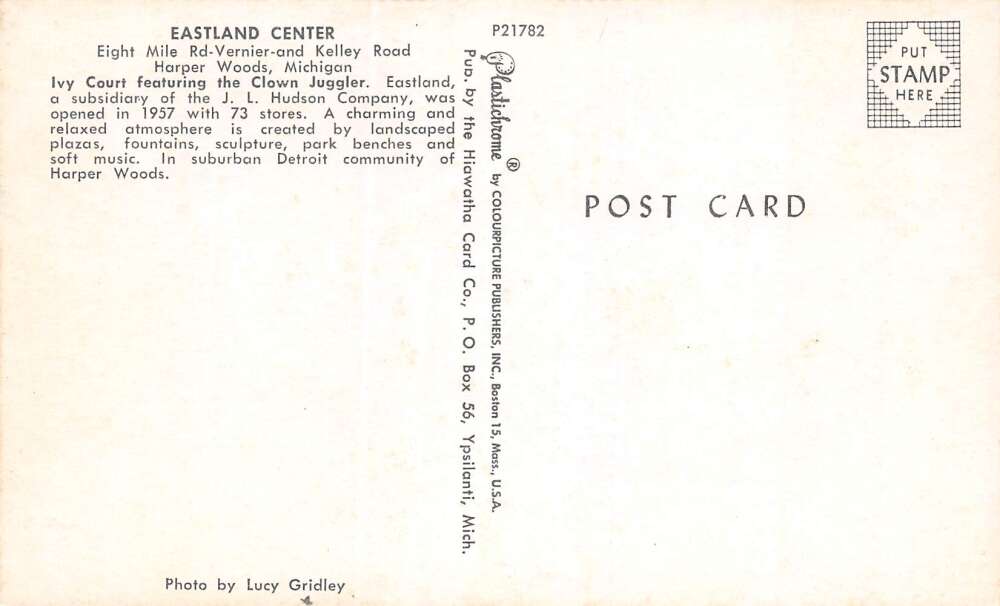 EASTLAND CENTER
Eight Mile Rd-Vernier-and Kelley Road
Harper Woods, Michigan
Ivy Court featuring the Clown Juggler. Eastland,
a subsidiary of the J. L. Hudson Company, was
opened in 1957 with 73 stores. A charming and
relaxed atmosphere is created by landscaped
plazas, fountains, sculpture, park benches and
soft music. In suburban Detroit community of
Harper Woods.
Photo by Lucy Gridley
P21782
Pub. by the Hiawatha Card Co., P. O. Box 56, Ypsilanti, Mich.
Plastichrome ® by COLOURPICTURE PUBLISHERS, INC., Boston 15, Mass., U.S.A.
PUT
STAMP
HERE
POST CARD